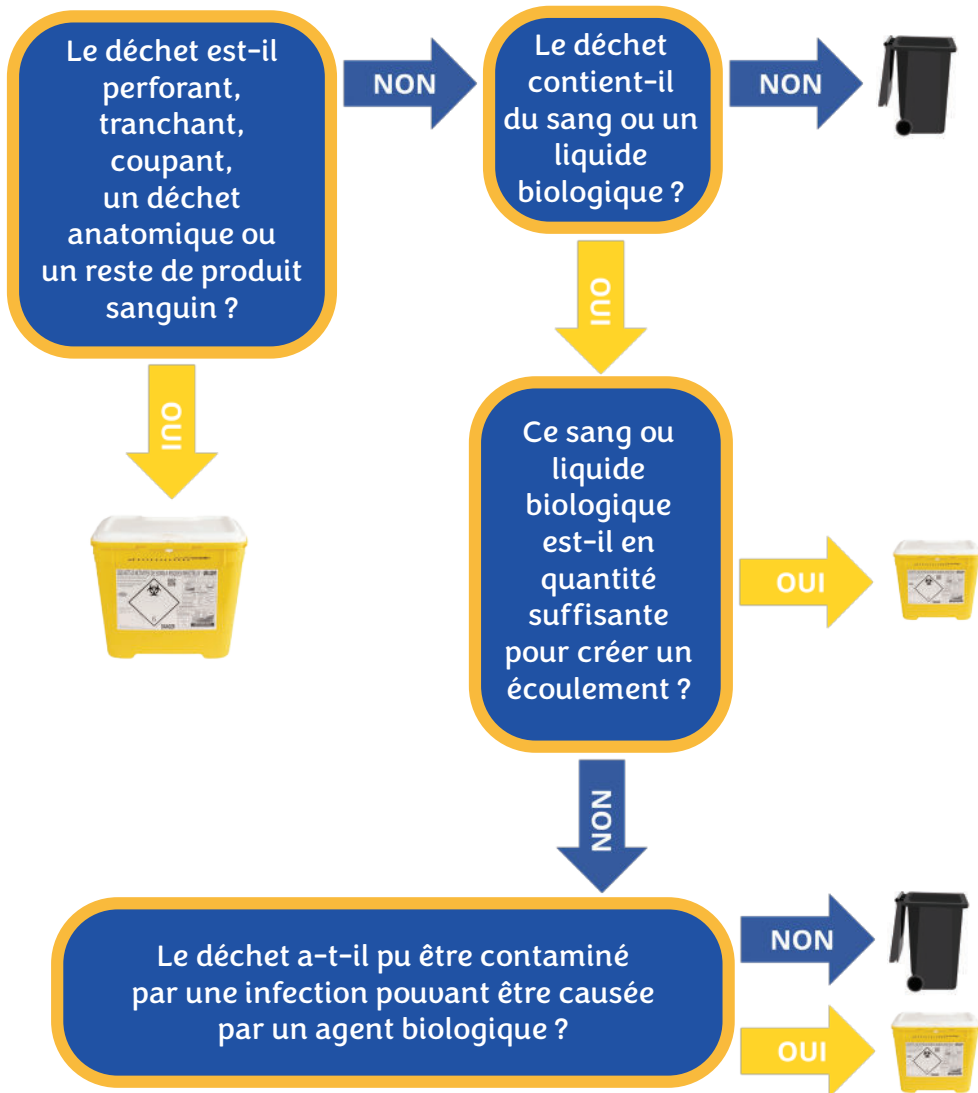 Le déchet est-il
perforant,
tranchant,
coupant,
un déchet
anatomique ou
un reste de produit
sanguin ?
NON
Le déchet
contient-il
du sang ou un
liquide
biologique ?
NON
OUI
OUI
Ce sang ou
liquide
biologique
est-il en
quantité
suffisante
pour créer un
écoulement ?
OUI
NON
Le déchet a-t-il pu être contaminé
par une infection pouvant être causée
par un agent biologique ?
NON
OUI